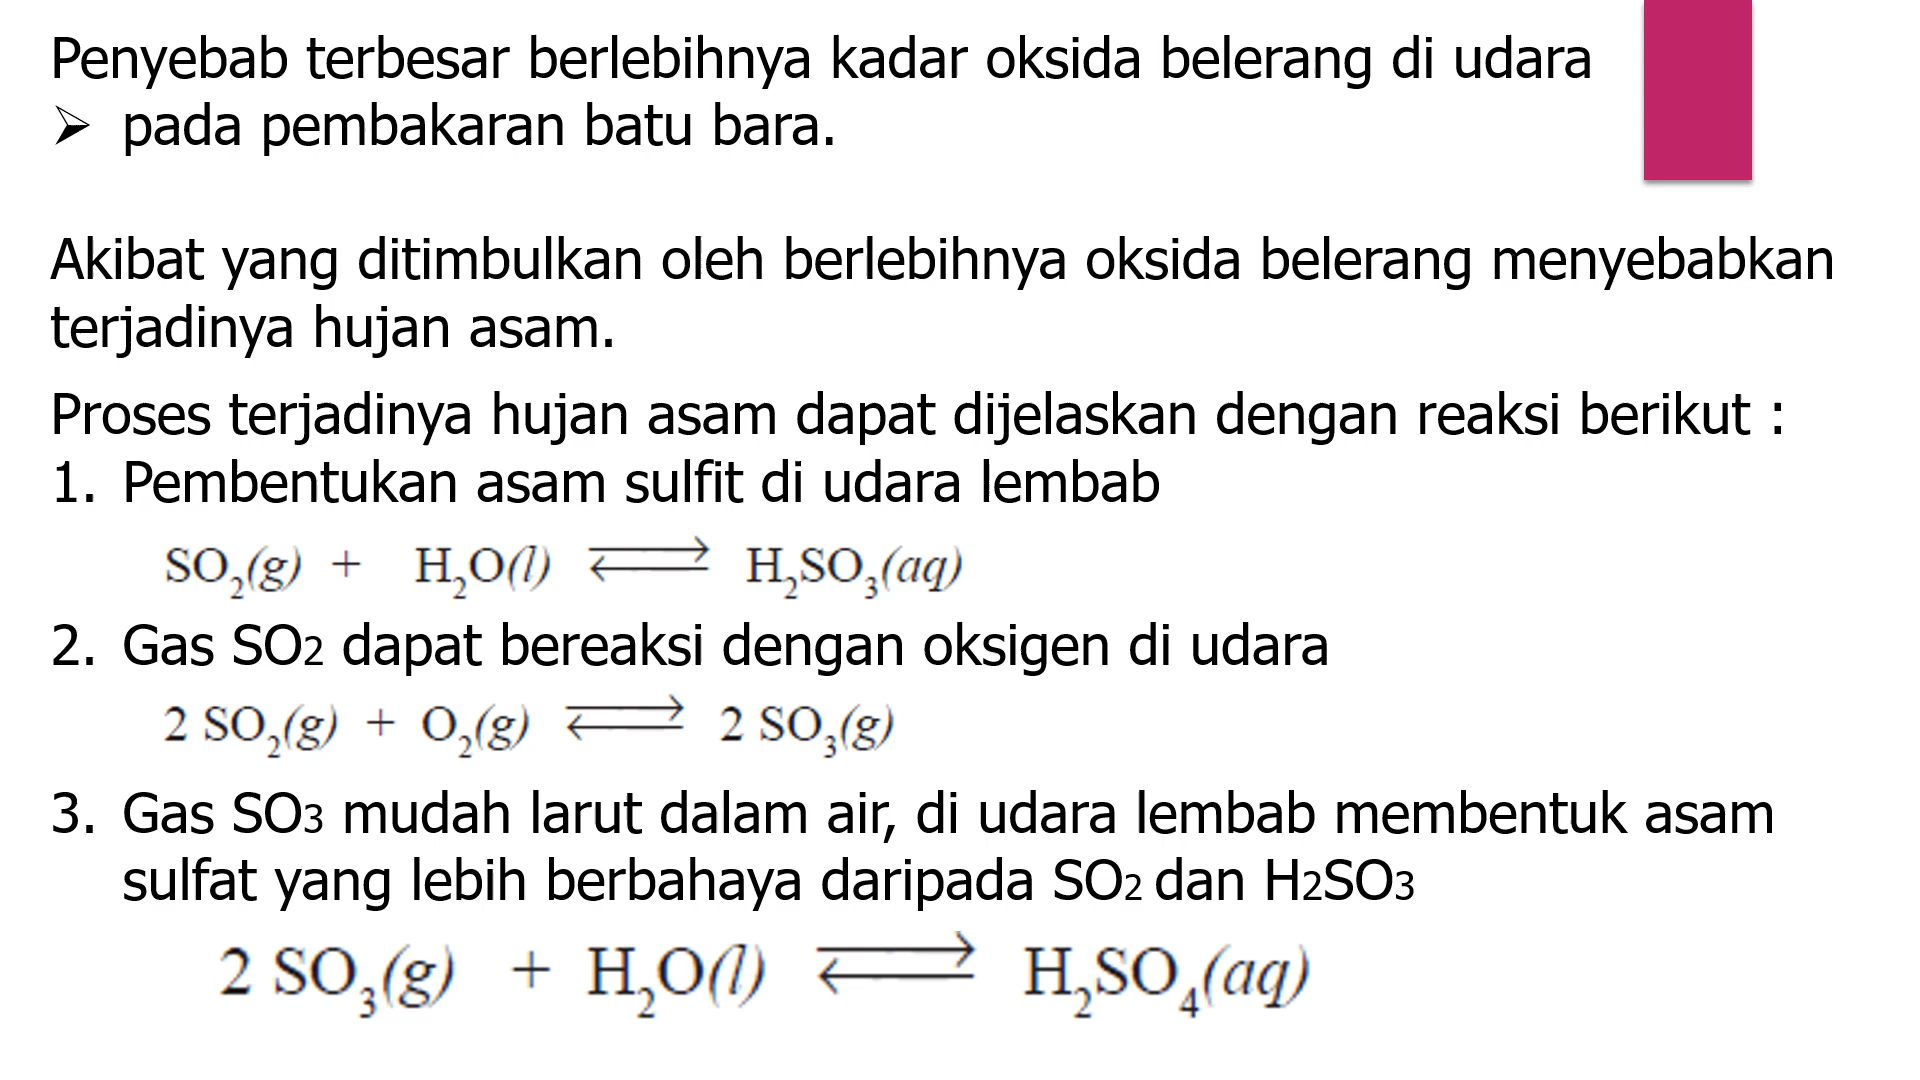 Penyebab terbesar berlebihnya kadar oksida belerang di udara
➢ pada pembakaran batu bara.
Akibat yang ditimbulkan oleh berlebihnya oksida belerang menyebabkan
terjadinya hujan asam.
Proses terjadinya hujan asam dapat dijelaskan dengan reaksi berikut :
1. Pembentukan asam sulfit di udara lembab
SO₂(g) + H₂O(l) ⇌ H₂SO₃(aq)
2. Gas SO2 dapat bereaksi dengan oksigen di udara
2 SO₂(g) + O₂(g) ⇌ 2 SO₃(g)
3. Gas SO3 mudah larut dalam air, di udara lembab membentuk asam
sulfat yang lebih berbahaya daripada SO2 dan H2SO3
2 SO₃(g) + H₂O(l) ⇌ H₂SO₄(aq)